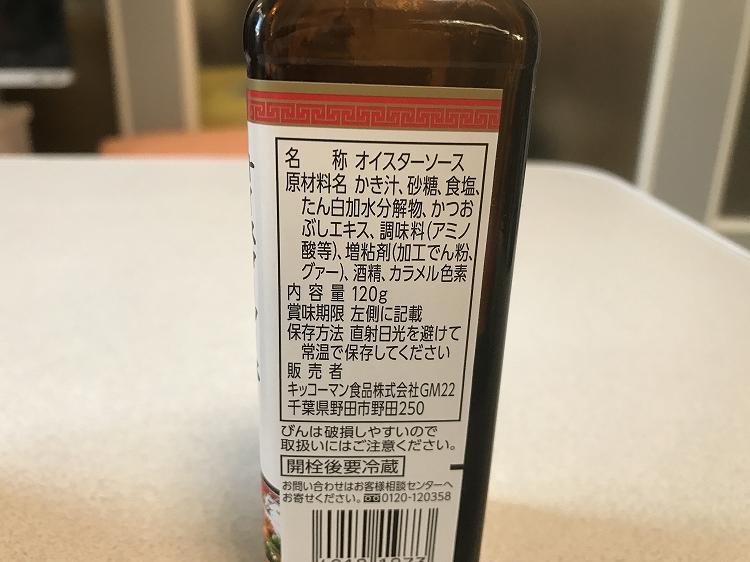 名　称 オイスターソース
原材料名 かき汁、砂糖、食塩、
たん白加水分解物、かつお
ぶしエキス、調味料(アミノ
酸等)、増粘剤(加工でん粉、
グァー)、酒精、カラメル色素
内容量 120g
賞味期限 左側に記載
保存方法 直射日光を避けて
常温で保存してください
販売者
キッコーマン食品株式会社GM22
千葉県野田市野田250
びんは破損しやすいので
取扱いにはご注意ください。
開栓後要冷蔵
お問い合わせはお客様相談センターへ
お寄せください。0120-120358